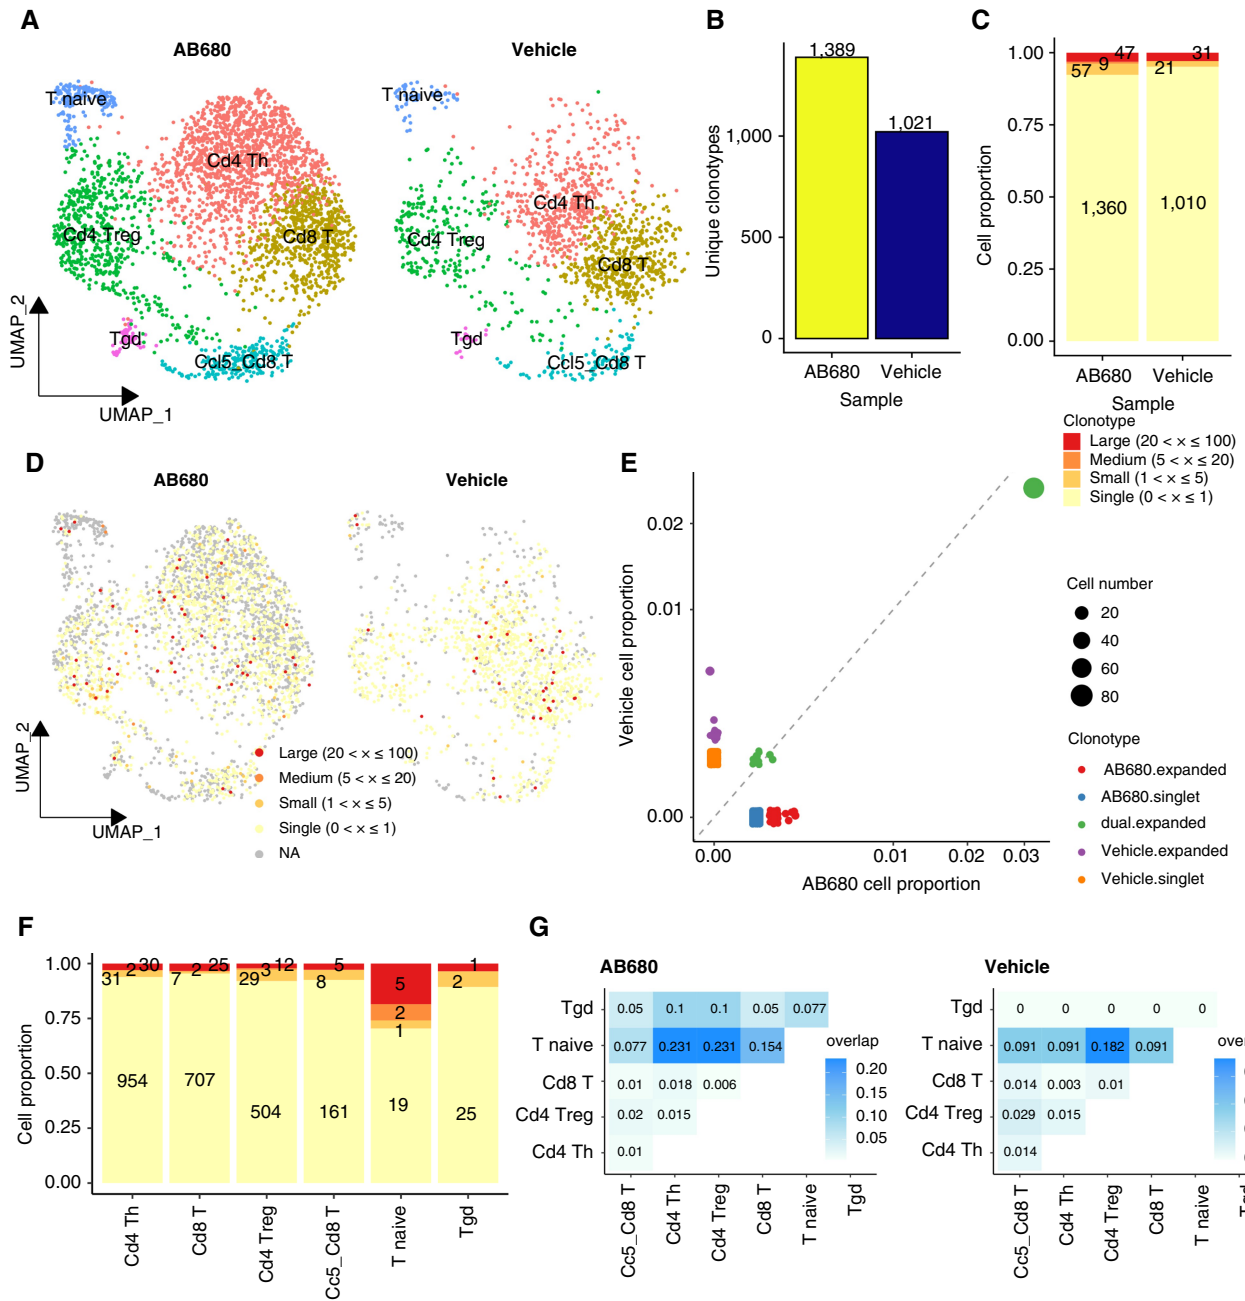 A
AB680
Vehicle
T naive
Cd4 Th
Cd4 Treg
Cd8 T
Tgd
Ccl5_Cd8 T
T naive
Cd4 Th
Cd4 Treg
Cd8 T
Tgd
Ccl5_Cd8 T
UMAP_2
UMAP_1
B
Unique clonotypes
1,389
1,021
1,000
500
0
AB680
Vehicle
Sample
C
Cell proportion
1.00
0.75
0.50
0.25
0.00
47
9
57
1,360
31
21
1,010
AB680
Vehicle
Sample
Clonotype
Large (20 < × ≤ 100)
Medium (5 < × ≤ 20)
Small (1 < × ≤ 5)
Single (0 < × ≤ 1)
D
AB680
Vehicle
UMAP_2
UMAP_1
Large (20 < × ≤ 100)
Medium (5 < × ≤ 20)
Small (1 < × ≤ 5)
Single (0 < × ≤ 1)
NA
E
Vehicle cell proportion
0.02
0.01
0.00
0.00
0.01
0.02
0.03
AB680 cell proportion
Cell number
20
40
60
80
Clonotype
AB680.expanded
AB680.singlet
dual.expanded
Vehicle.expanded
Vehicle.singlet
F
Cell proportion
1.00
0.75
0.50
0.25
0.00
31 2 30
954
7 2 25
707
29 3 12
504
5
8
161
5
2
1
19
1
2
25
Cd4 Th
Cd8 T
Cd4 Treg
Cc5_Cd8 T
T naive
Tgd
G
AB680
Tgd 0.05 0.1 0.1 0.05 0.077
T naive 0.077 0.231 0.231 0.154
Cd8 T 0.01 0.018 0.006
Cd4 Treg 0.02 0.015
Cd4 Th 0.01
Cc5_Cd8 T
Cd4 Th
Cd4 Treg
Cd8 T
T naive
Tgd
overlap
0.20
0.15
0.10
0.05
Vehicle
Tgd 0 0 0 0 0
T naive 0.091 0.091 0.182 0.091
Cd8 T 0.014 0.003 0.01
Cd4 Treg 0.029 0.015
Cd4 Th 0.014
Cc5_Cd8 T
Cd4 Th
Cd4 Treg
Cd8 T
T naive